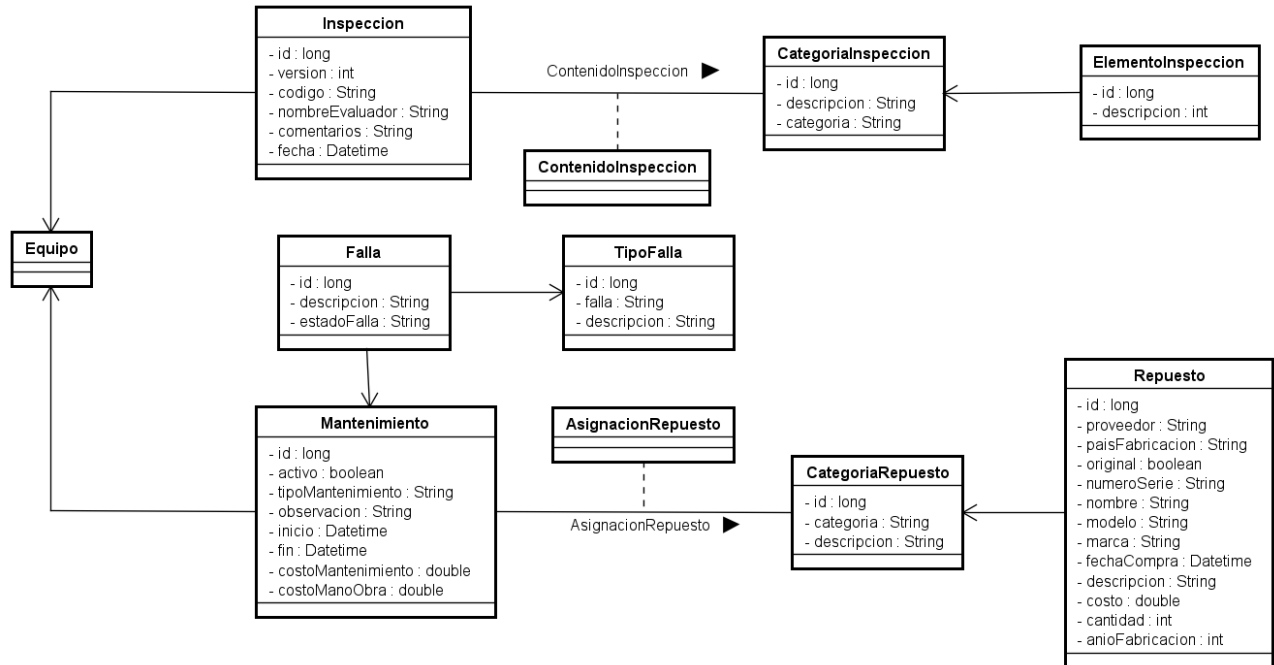 Inspeccion
- id : long
- version : int
- codigo : String
- nombreEvaluador : String
- comentarios : String
- fecha : Datetime
ContenidoInspeccion
CategoriaInspeccion
- id : long
- descripcion : String
- categoria : String
ElementoInspeccion
- id : long
- descripcion : int
ContenidoInspeccion
Equipo
Falla
- id : long
- descripcion : String
- estadoFalla : String
TipoFalla
- id : long
- falla : String
- descripcion : String
Mantenimiento
- id : long
- activo : boolean
- tipoMantenimiento : String
- observacion : String
- inicio : Datetime
- fin : Datetime
- costoMantenimiento : double
- costoManoObra : double
AsignacionRepuesto
AsignacionRepuesto
CategoriaRepuesto
- id : long
- categoria : String
- descripcion : String
Repuesto
- id : long
- proveedor : String
- paisFabricacion : String
- original : boolean
- numeroSerie : String
- nombre : String
- modelo : String
- marca : String
- fechaCompra : Datetime
- descripcion : String
- costo : double
- cantidad : int
- anioFabricacion : int